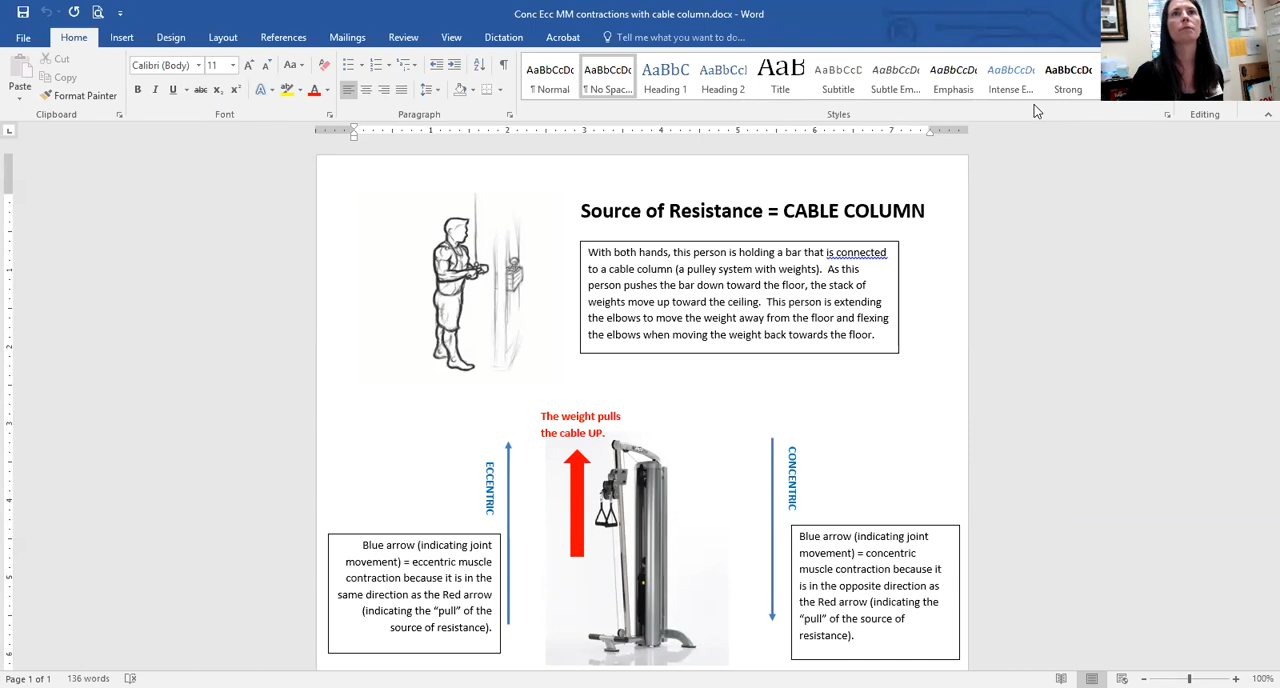 Conc Ecc MM contractions with cable column.docx - Word
File Home Insert Design Layout References Mailings Review View Dictation Acrobat Tell me what you want to do...
Paste
Cut
Copy
Format Painter
Calibri (Body) 11
Clipboard Font Paragraph Styles Editing
AaBbCcDc AaBbCcDc AaBbC AaBbCcI AaB AaBbCcD AaBbCcDc AaBbCcDc AaBbCcDc AaBbCcDc
¶ Normal ¶ No Spac... Heading 1 Heading 2 Title Subtitle Subtle Em... Emphasis Intense E... Strong
1 2 3 4 5 6 7
Source of Resistance = CABLE COLUMN
With both hands, this person is holding a bar that is connected
to a cable column (a pulley system with weights). As this
person pushes the bar down toward the floor, the stack of
weights move up toward the ceiling. This person is extending
the elbows to move the weight away from the floor and flexing
the elbows when moving the weight back towards the floor.
The weight pulls
the cable UP.
ECCENTRIC
CONCENTRIC
Blue arrow (indicating joint
movement) = eccentric muscle
contraction because it is in the
same direction as the Red arrow
(indicating the “pull” of the
source of resistance).
Blue arrow (indicating joint
movement) = concentric
muscle contraction because it
is in the opposite direction as
the Red arrow (indicating the
“pull” of the source of
resistance).
Page 1 of 1 136 words 100%